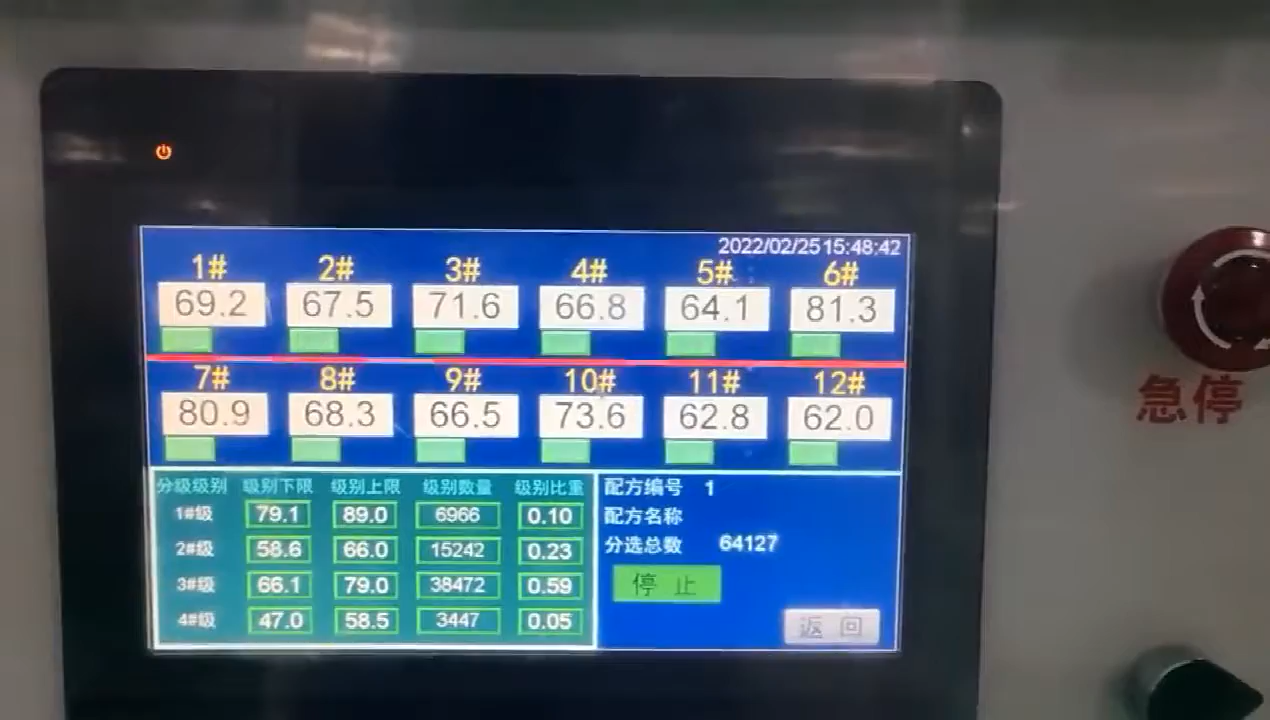 2022/02/25 15:48:42
1# 2# 3# 4# 5# 6#
69.2 67.5 71.6 66.8 64.1 81.3
7# 8# 9# 10# 11# 12#
80.9 68.3 66.5 73.6 62.8 62.0
分级级别 级别下限 级别上限 级别数量 级别比重
1#级 79.1 89.0 6966 0.10
2#级 58.6 66.0 15242 0.23
3#级 66.1 79.0 38472 0.59
4#级 47.0 58.5 3447 0.05
配方编号 1
配方名称
分选总数 64127
停 止
返 回
急停